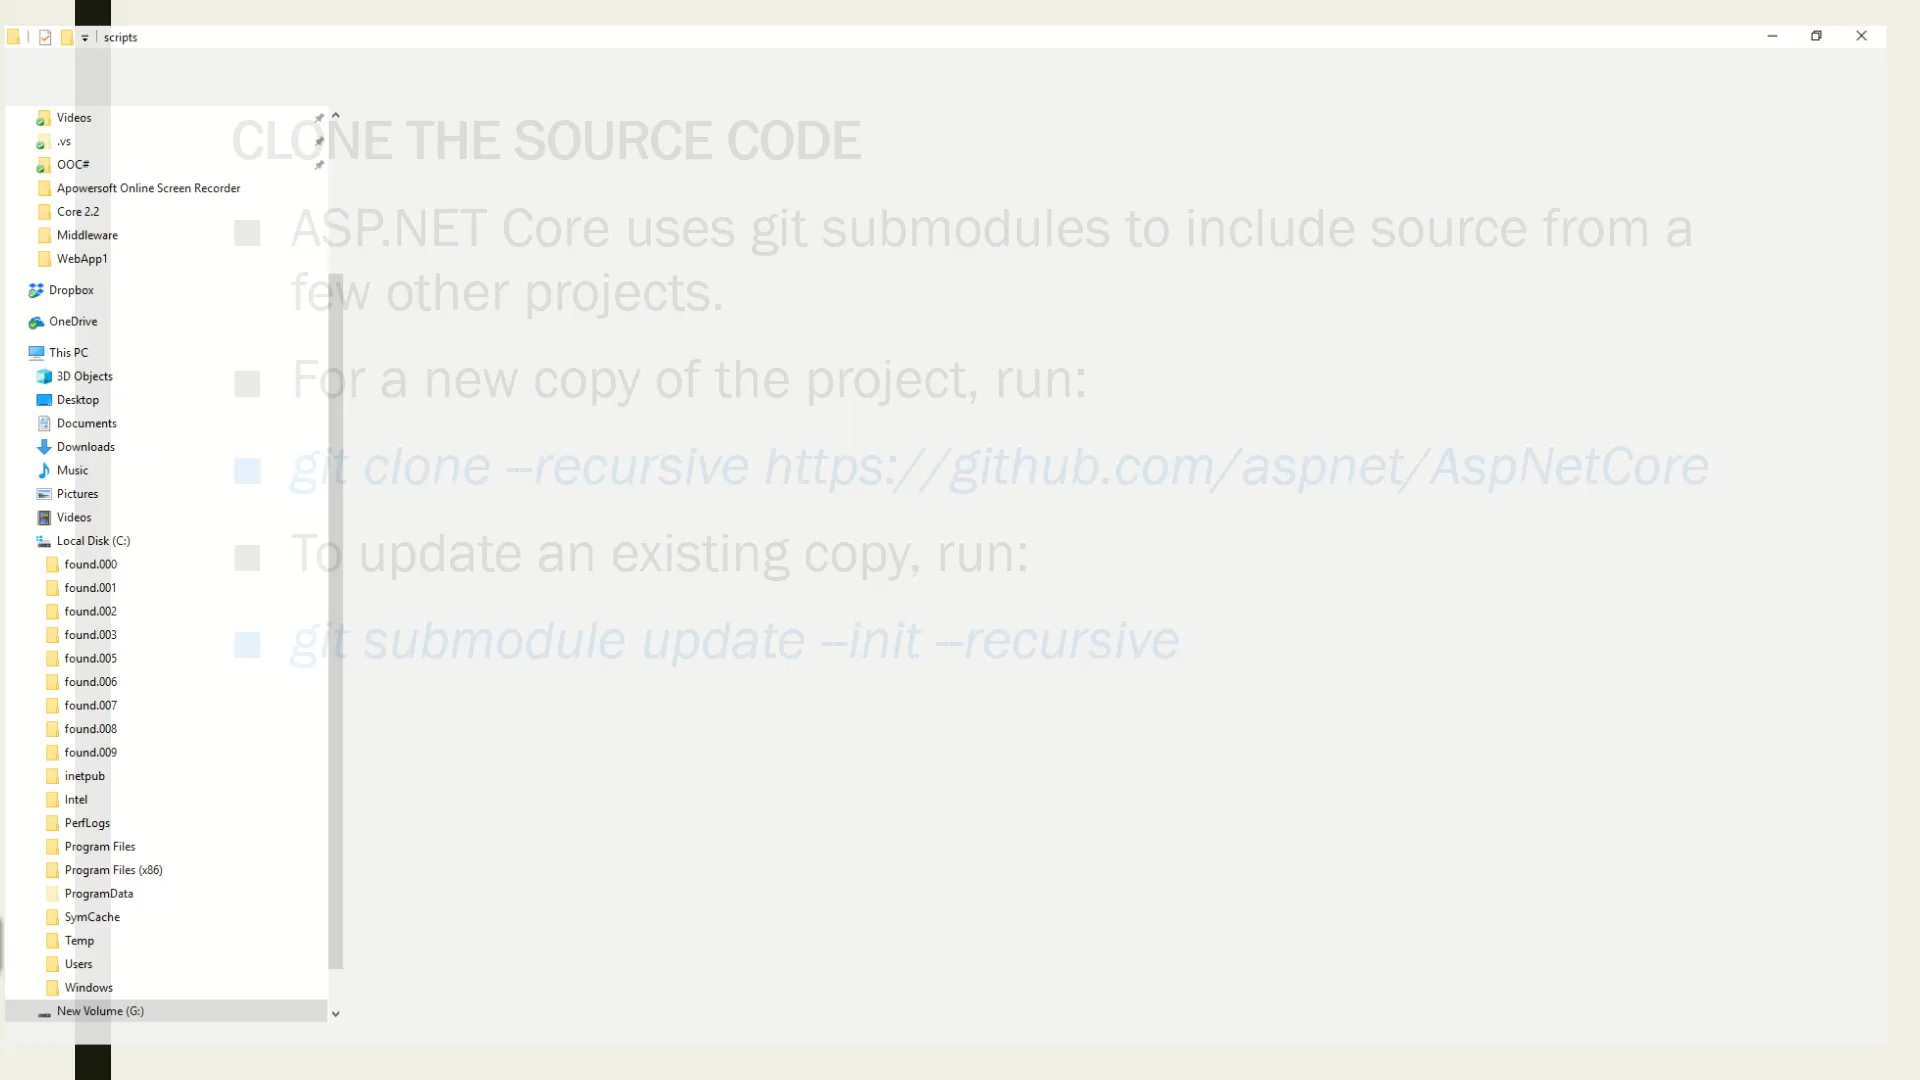 scripts
Videos
.vs
OOC#
Apowersoft Online Screen Recorder
Core 2.2
Middleware
WebApp1
Dropbox
OneDrive
This PC
3D Objects
Desktop
Documents
Downloads
Music
Pictures
Videos
Local Disk (C:)
found.000
found.001
found.002
found.003
found.005
found.006
found.007
found.008
found.009
inetpub
Intel
PerfLogs
Program Files
Program Files (x86)
ProgramData
SymCache
Temp
Users
Windows
New Volume (G:)
CLONE THE SOURCE CODE
ASP.NET Core uses git submodules to include source from a
few other projects.
For a new copy of the project, run:
git clone –recursive https://github.com/aspnet/AspNetCore
To update an existing copy, run:
git submodule update –init –recursive